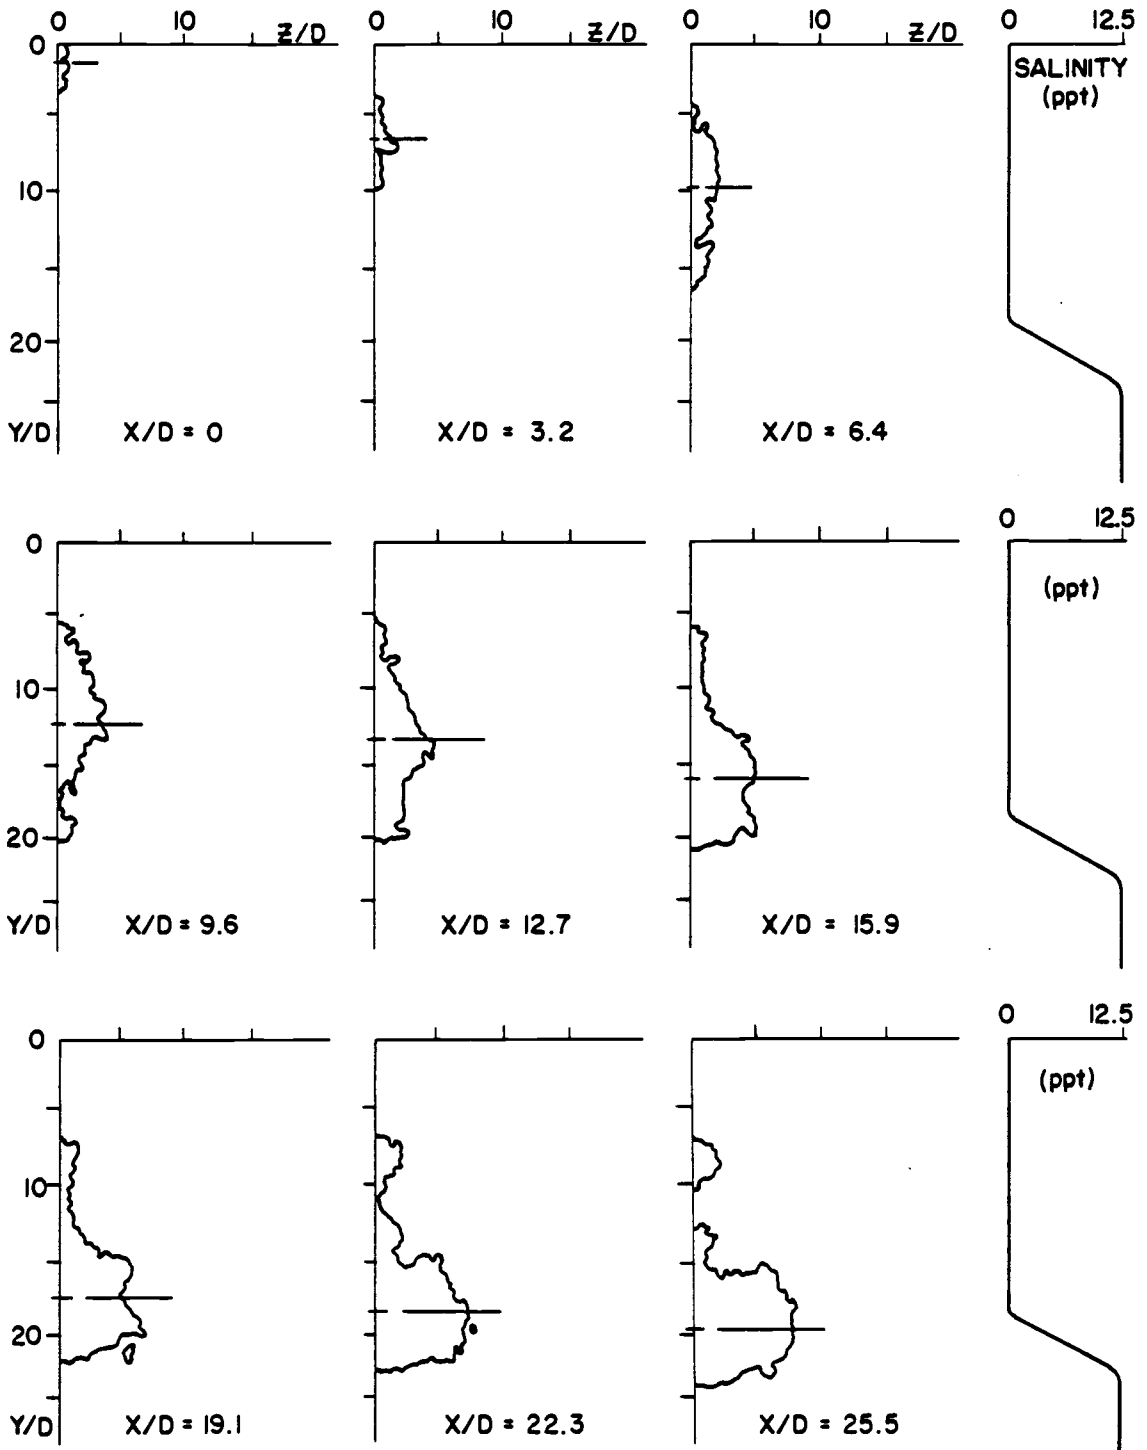 0 10 Z/D 0 10 Z/D 0 10 Z/D 0 12.5
0
SALINITY
(ppt)
10
20
Y/D X/D = 0 X/D = 3.2 X/D = 6.4
0 12.5
0
(ppt)
10
20
Y/D X/D = 9.6 X/D = 12.7 X/D = 15.9
0 12.5
0
(ppt)
10
20
Y/D X/D = 19.1 X/D = 22.3 X/D = 25.5